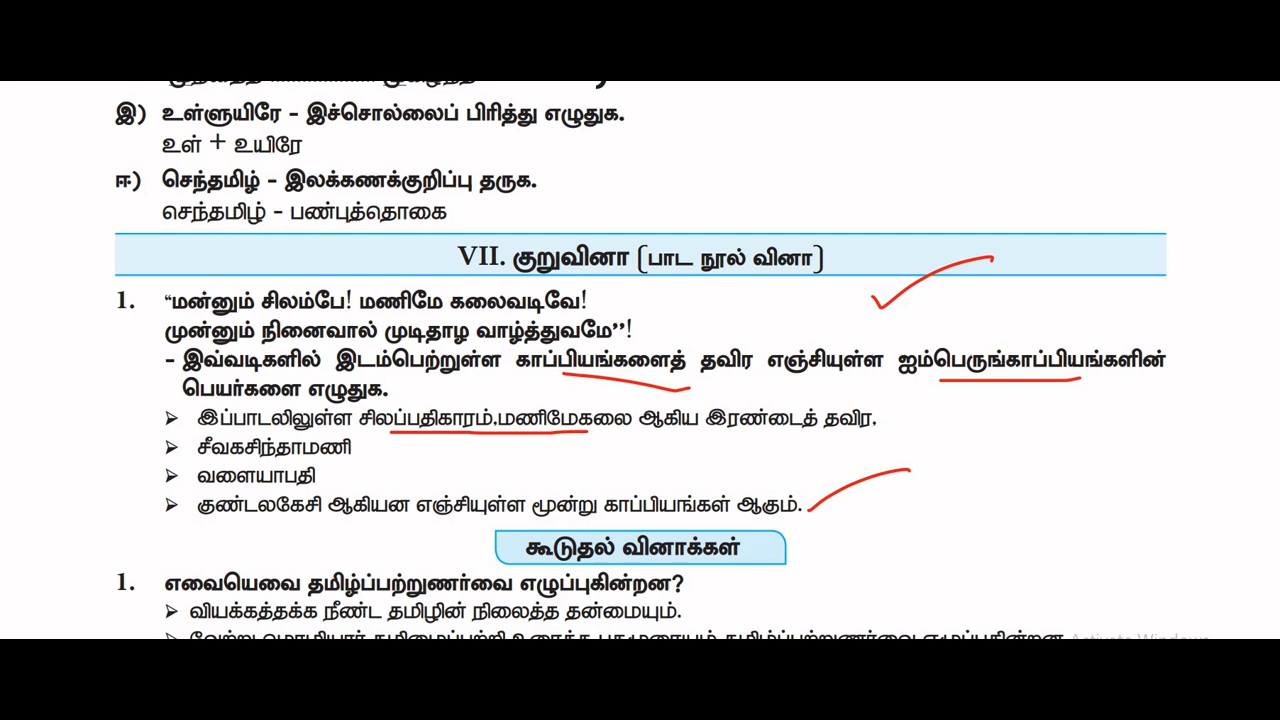 இ) உள்ளுயிரே - இச்சொல்லைப் பிரித்து எழுதுக.
உள் + உயிரே
ஈ) செந்தமிழ் - இலக்கணக்குறிப்பு தருக.
செந்தமிழ் - பண்புத்தொகை
VII. குறுவினா (பாட நூல் வினா)
1. “மன்னும் சிலம்பே! மணிமே கலைவடிவே!
முன்னும் நினைவால் முடிதாழ வாழ்த்துவமே”!
- இவ்வடிகளில் இடம்பெற்றுள்ள காப்பியங்களைத் தவிர எஞ்சியுள்ள ஐம்பெருங்காப்பியங்களின்
பெயர்களை எழுதுக.
➢ இப்பாடலிலுள்ள சிலப்பதிகாரம்,மணிமேகலை ஆகிய இரண்டைத் தவிர,
➢ சீவகசிந்தாமணி
➢ வளையாபதி
➢ குண்டலகேசி ஆகியன எஞ்சியுள்ள மூன்று காப்பியங்கள் ஆகும்.
கூடுதல் வினாக்கள்
1. எவையெவை தமிழ்ப்பற்றுணர்வை எழுப்புகின்றன?
➢ வியக்கத்தக்க நீண்ட தமிழின் நிலைத்த தன்மையும்.